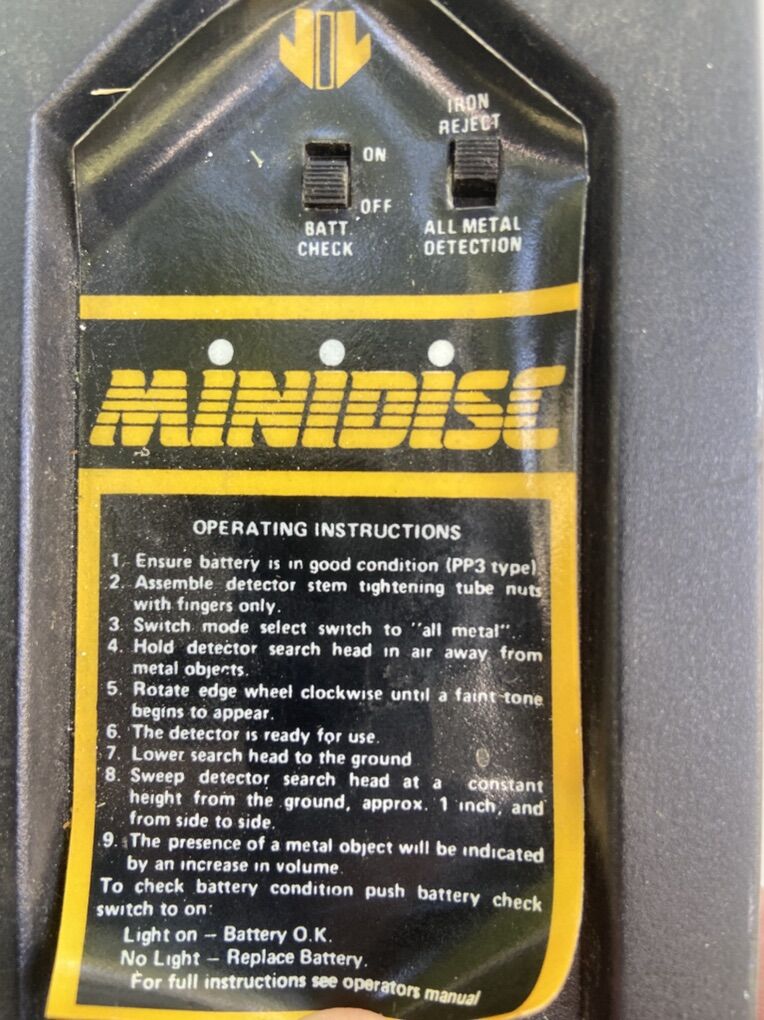 IRON
REJECT
ON
OFF
BATT
CHECK
ALL METAL
DETECTION
MINIDISC
OPERATING INSTRUCTIONS
1. Ensure battery is in good condition (PP3 type)
2. Assemble detector stem tightening tube nuts
with fingers only.
3. Switch mode select switch to "all metal".
4. Hold detector search head in air away from
metal objects.
5. Rotate edge wheel clockwise until a faint tone
begins to appear.
6. The detector is ready for use.
7. Lower search head to the ground
8. Sweep detector search head at a constant
height from the ground, approx. 1 inch, and
from side to side.
9. The presence of a metal object will be indicated
by an increase in volume.
To check battery condition push battery check
switch to on:
Light on – Battery O.K.
No Light – Replace Battery.
For full instructions see operators manual